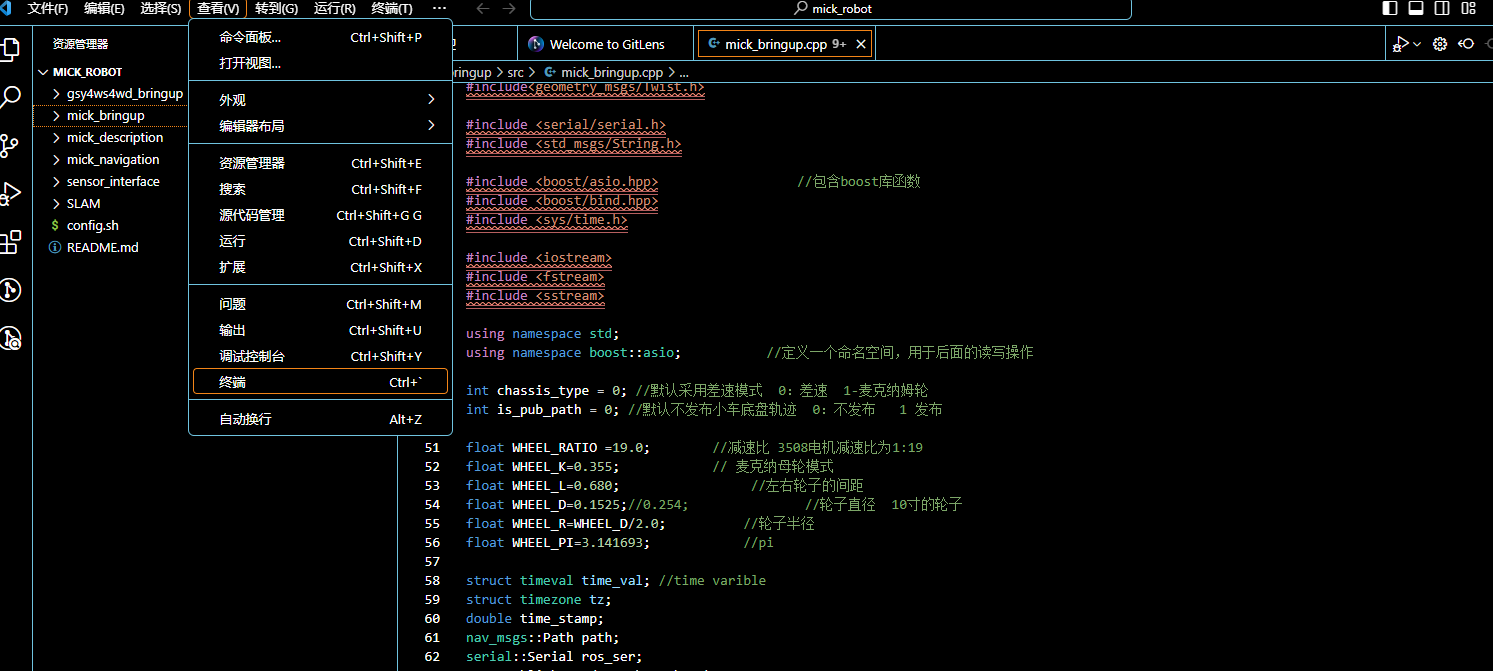 文件(F) 编辑(E) 选择(S) 查看(V) 转到(G) 运行(R) 终端(T) ··· mick_robot
资源管理器
MICK_ROBOT
gsy4ws4wd_bringup
mick_bringup
mick_description
mick_navigation
sensor_interface
SLAM
$ config.sh
README.md
命令面板... Ctrl+Shift+P
打开视图...
外观
编辑器布局
资源管理器 Ctrl+Shift+E
搜索 Ctrl+Shift+F
源代码管理 Ctrl+Shift+G G
运行 Ctrl+Shift+D
扩展 Ctrl+Shift+X
问题 Ctrl+Shift+M
输出 Ctrl+Shift+U
调试控制台 Ctrl+Shift+Y
终端 Ctrl+`
自动换行 Alt+Z
Welcome to GitLens
mick_bringup.cpp 9+
ringup > src > mick_bringup.cpp > ...
#include<geometry_msgs/Twist.h>
#include <serial/serial.h>
#include <std_msgs/String.h>
#include <boost/asio.hpp> //包含boost库函数
#include <boost/bind.hpp>
#include <sys/time.h>
#include <iostream>
#include <fstream>
#include <sstream>
using namespace std;
using namespace boost::asio; //定义一个命名空间，用于后面的读写操作
int chassis_type = 0; //默认采用差速模式 0：差速 1-麦克纳姆轮
int is_pub_path = 0; //默认不发布小车底盘轨迹 0：不发布 1 发布
51 float WHEEL_RATIO =19.0; //减速比 3508电机减速比为1:19
52 float WHEEL_K=0.355; // 麦克纳母轮模式
53 float WHEEL_L=0.680; //左右轮子的间距
54 float WHEEL_D=0.1525;//0.254; //轮子直径 10寸的轮子
55 float WHEEL_R=WHEEL_D/2.0; //轮子半径
56 float WHEEL_PI=3.141693; //pi
57
58 struct timeval time_val; //time varible
59 struct timezone tz;
60 double time_stamp;
61 nav_msgs::Path path;
62 serial::Serial ros_ser;